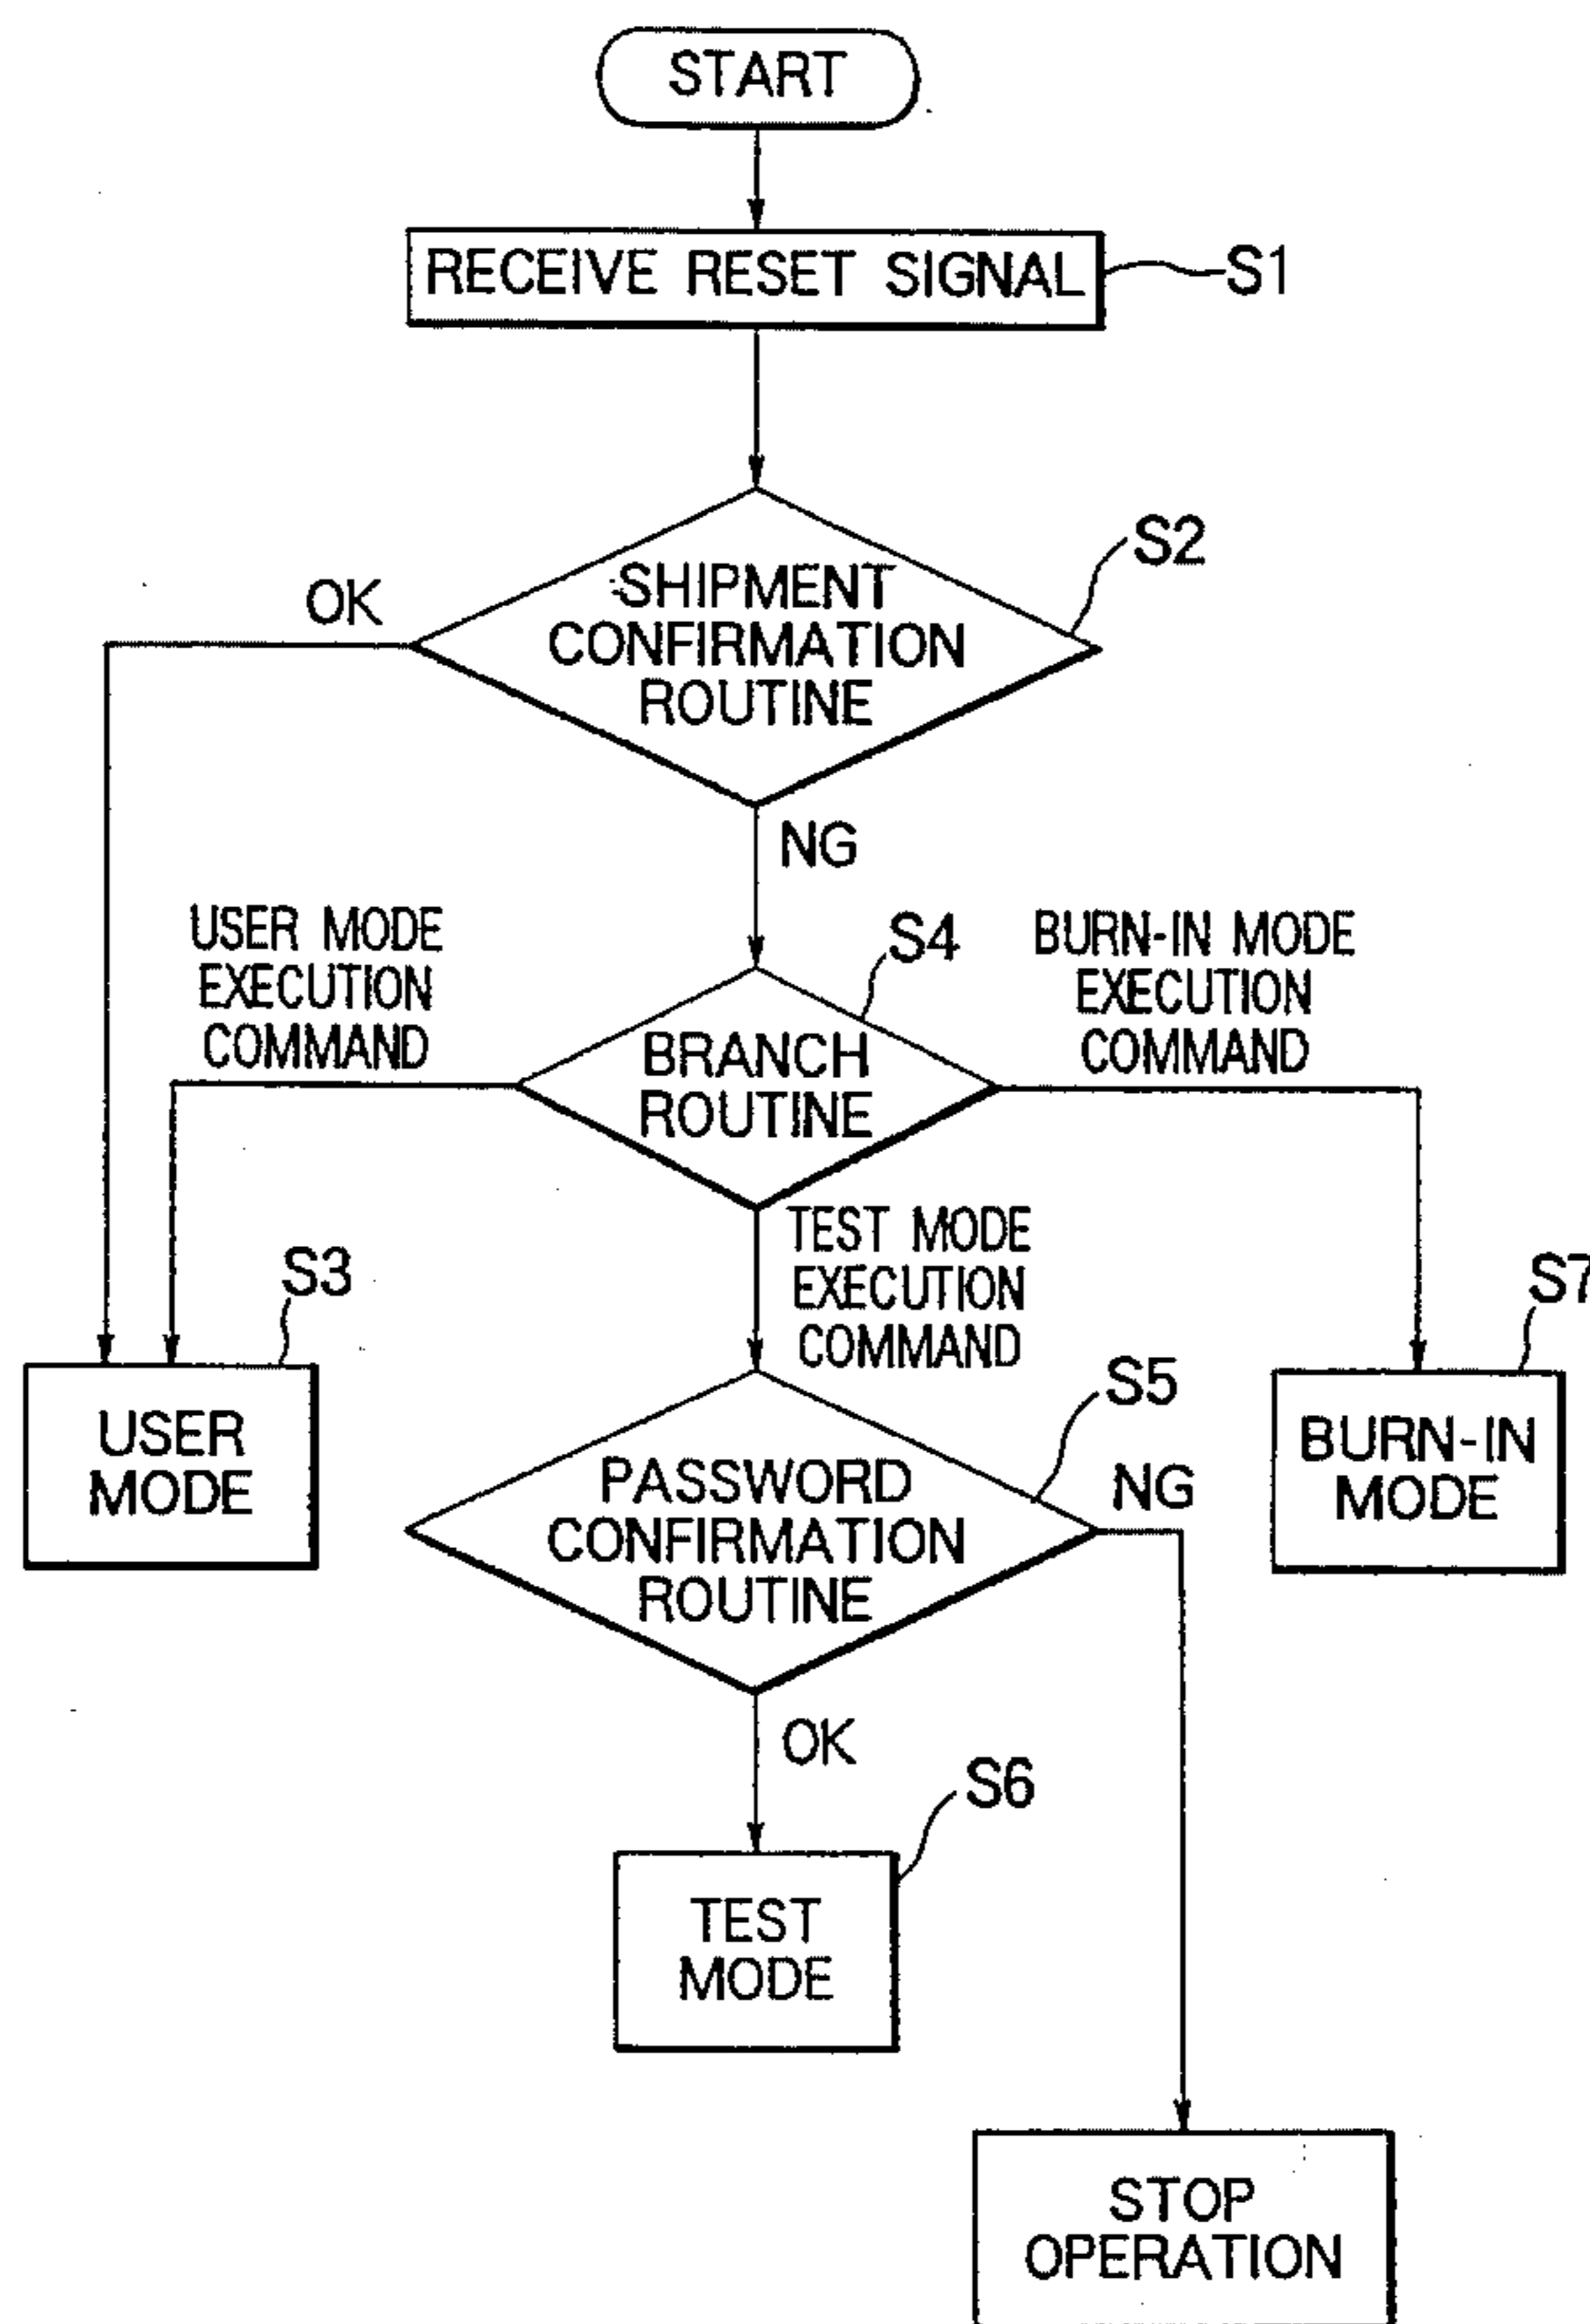 START
RECEIVE RESET SIGNAL
S1
S2
OK
SHIPMENT
CONFIRMATION
ROUTINE
NG
USER MODE
EXECUTION
COMMAND
S4
BURN-IN MODE
EXECUTION
COMMAND
BRANCH
ROUTINE
TEST MODE
EXECUTION
COMMAND
S3
S7
USER
MODE
S5
NG
PASSWORD
CONFIRMATION
ROUTINE
BURN-IN
MODE
OK
S6
TEST
MODE
STOP
OPERATION